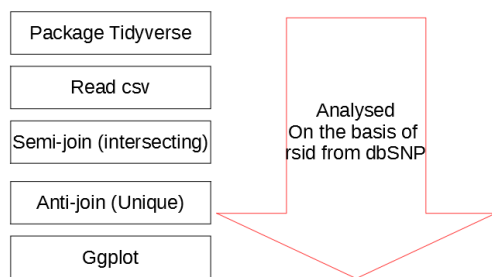 Package Tidyverse
Read csv
Semi-join (intersecting)
Anti-join (Unique)
Ggplot
Analysed
On the basis of
rsid from dbSNP